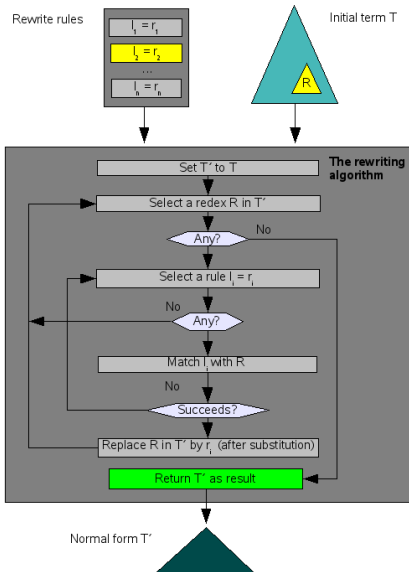 Rewrite rules
Initial term T
l₁ = r₁
l₂ = r₂
...
lₙ = rₙ
R
The rewriting
algorithm
Set T´ to T
Select a redex R in T´
Any?
No
Select a rule lᵢ = rᵢ
No
Any?
Match lᵢ with R
No
Succeeds?
Replace R in T´ by rᵢ (after substitution)
Return T´ as result
Normal form T´